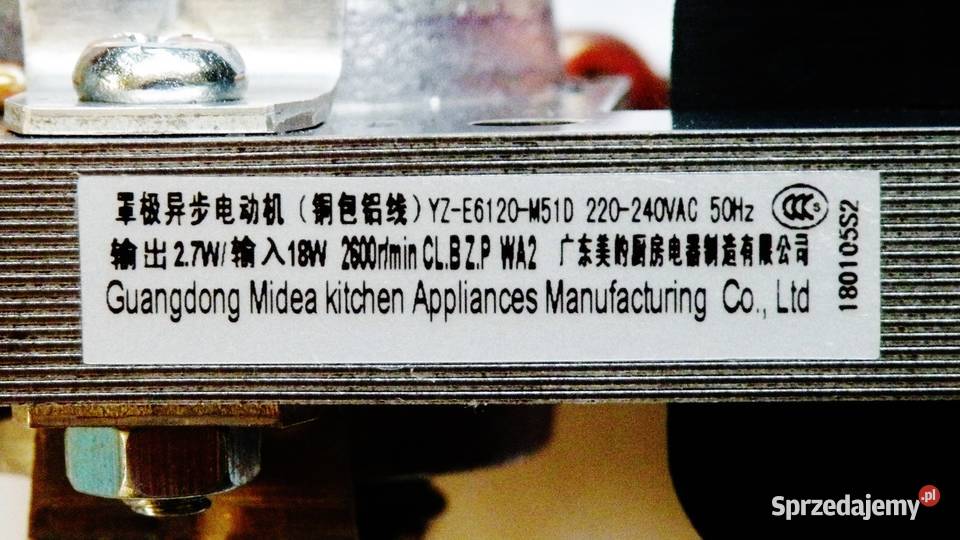 罩极异步电动机（铜包铝线）YZ-E6120-M51D 220-240VAC 50Hz CCC S
输出2.7W/输入18W 2600r/min CL.B Z.P WA2 广东美的厨房电器制造有限公司
Guangdong Midea kitchen Appliances Manufacturing Co., Ltd
180105S2
Sprzedajemy.pl